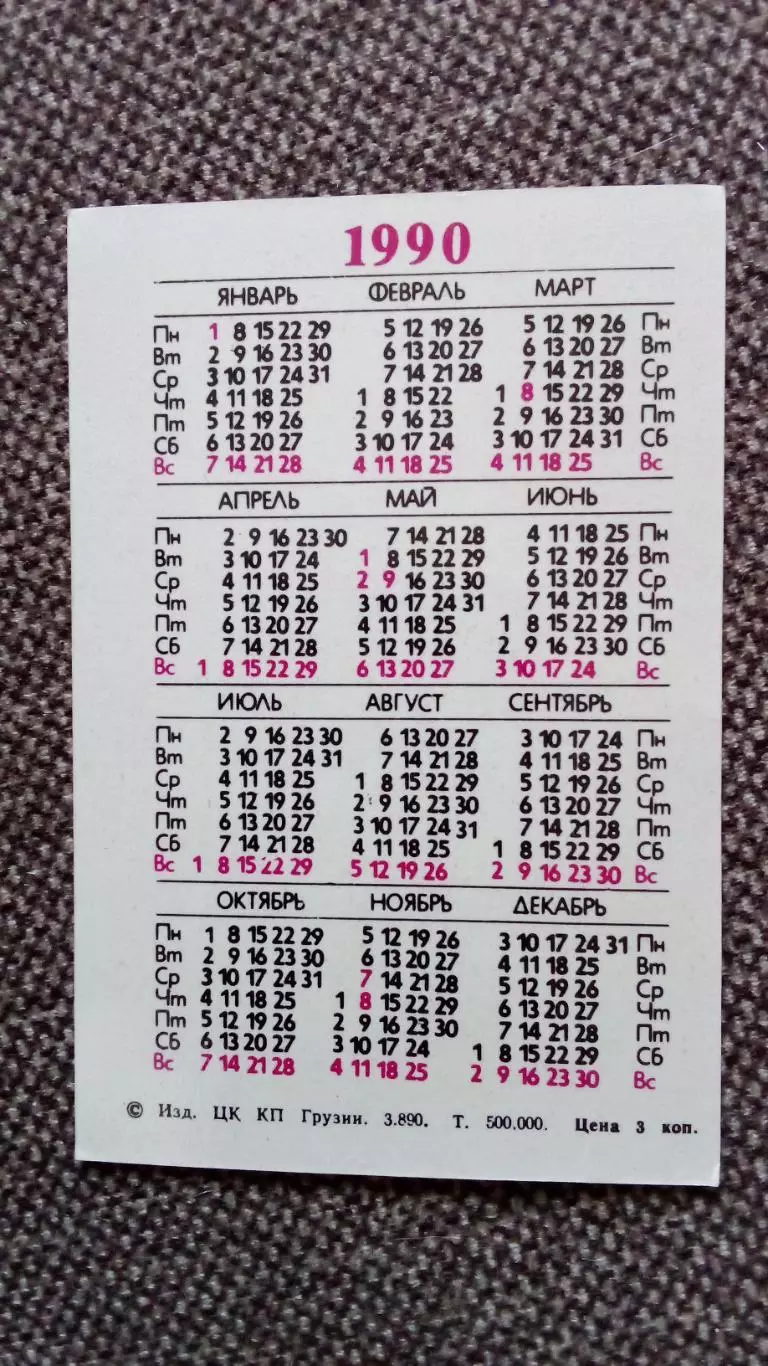 1990
ЯНВАРЬ ФЕВРАЛЬ МАРТ
Пн 1 8 15 22 29 5 12 19 26 5 12 19 26 Пн
Вт 2 9 16 23 30 6 13 20 27 6 13 20 27 Вт
Ср 3 10 17 24 31 7 14 21 28 7 14 21 28 Ср
Чт 4 11 18 25 1 8 15 22 1 8 15 22 29 Чт
Пт 5 12 19 26 2 9 16 23 2 9 16 23 30 Пт
Сб 6 13 20 27 3 10 17 24 3 10 17 24 31 Сб
Вс 7 14 21 28 4 11 18 25 4 11 18 25 Вс
АПРЕЛЬ МАЙ ИЮНЬ
Пн 2 9 16 23 30 7 14 21 28 4 11 18 25 Пн
Вт 3 10 17 24 1 8 15 22 29 5 12 19 26 Вт
Ср 4 11 18 25 2 9 16 23 30 6 13 20 27 Ср
Чт 5 12 19 26 3 10 17 24 31 7 14 21 28 Чт
Пт 6 13 20 27 4 11 18 25 1 8 15 22 29 Пт
Сб 7 14 21 28 5 12 19 26 2 9 16 23 30 Сб
Вс 1 8 15 22 29 6 13 20 27 3 10 17 24 Вс
ИЮЛЬ АВГУСТ СЕНТЯБРЬ
Пн 2 9 16 23 30 6 13 20 27 3 10 17 24 Пн
Вт 3 10 17 24 31 7 14 21 28 4 11 18 25 Вт
Ср 4 11 18 25 1 8 15 22 29 5 12 19 26 Ср
Чт 5 12 19 26 2 9 16 23 30 6 13 20 27 Чт
Пт 6 13 20 27 3 10 17 24 31 7 14 21 28 Пт
Сб 7 14 21 28 4 11 18 25 1 8 15 22 29 Сб
Вс 1 8 15 22 29 5 12 19 26 2 9 16 23 30 Вс
ОКТЯБРЬ НОЯБРЬ ДЕКАБРЬ
Пн 1 8 15 22 29 5 12 19 26 3 10 17 24 31 Пн
Вт 2 9 16 23 30 6 13 20 27 4 11 18 25 Вт
Ср 3 10 17 24 31 7 14 21 28 5 12 19 26 Ср
Чт 4 11 18 25 1 8 15 22 29 6 13 20 27 Чт
Пт 5 12 19 26 2 9 16 23 30 7 14 21 28 Пт
Сб 6 13 20 27 3 10 17 24 1 8 15 22 29 Сб
Вс 7 14 21 28 4 11 18 25 2 9 16 23 30 Вс
© Изд. ЦК КП Грузии. 3.890. Т. 500.000. Цена 3 коп.